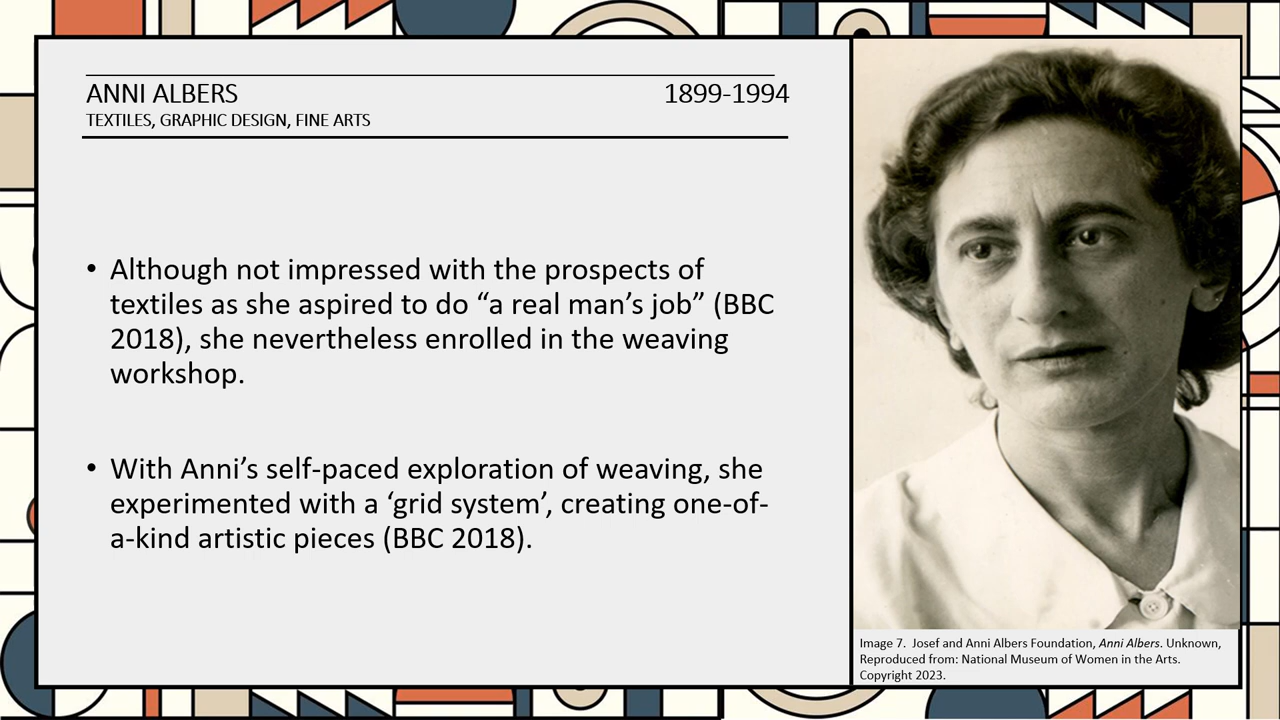 ANNI ALBERS 1899-1994
TEXTILES, GRAPHIC DESIGN, FINE ARTS
• Although not impressed with the prospects of
textiles as she aspired to do “a real man’s job” (BBC
2018), she nevertheless enrolled in the weaving
workshop.
• With Anni’s self-paced exploration of weaving, she
experimented with a ‘grid system’, creating one-of-
a-kind artistic pieces (BBC 2018).
Image 7. Josef and Anni Albers Foundation, Anni Albers. Unknown,
Reproduced from: National Museum of Women in the Arts.
Copyright 2023.